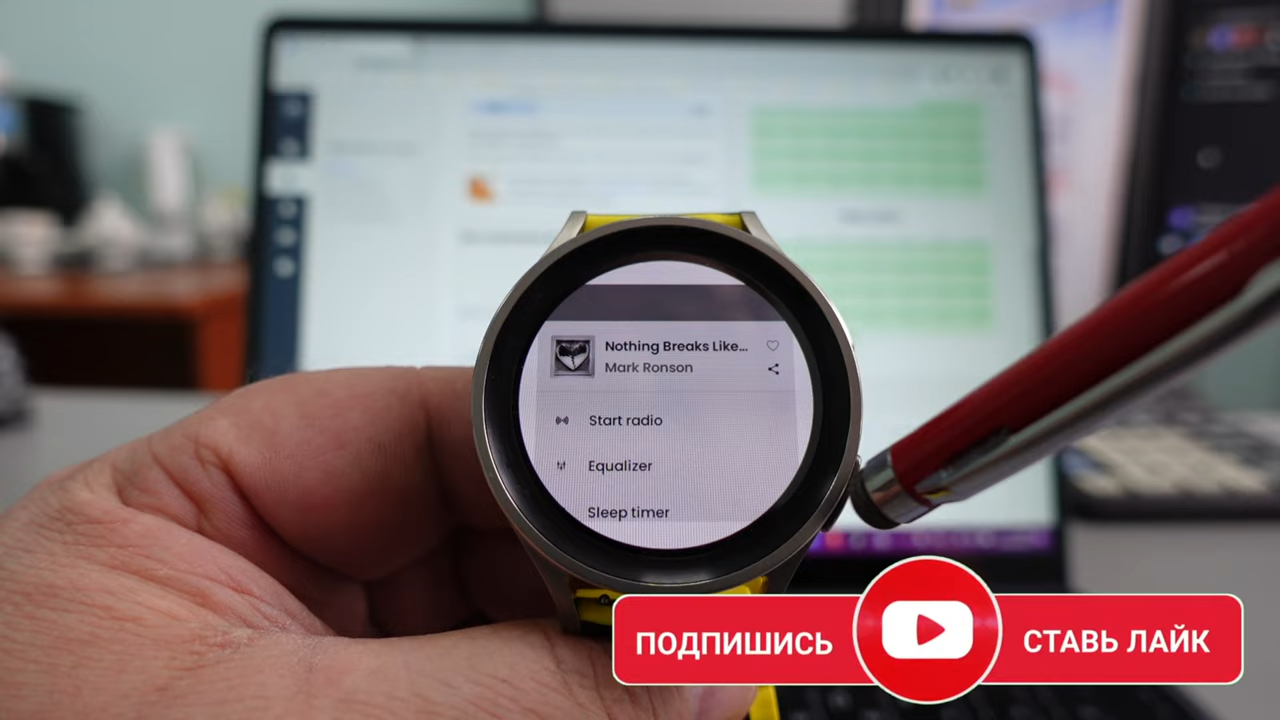 Nothing Breaks Like...
Mark Ronson
Start radio
Equalizer
Sleep timer
ПОДПИШИСЬ
СТАВЬ ЛАЙК